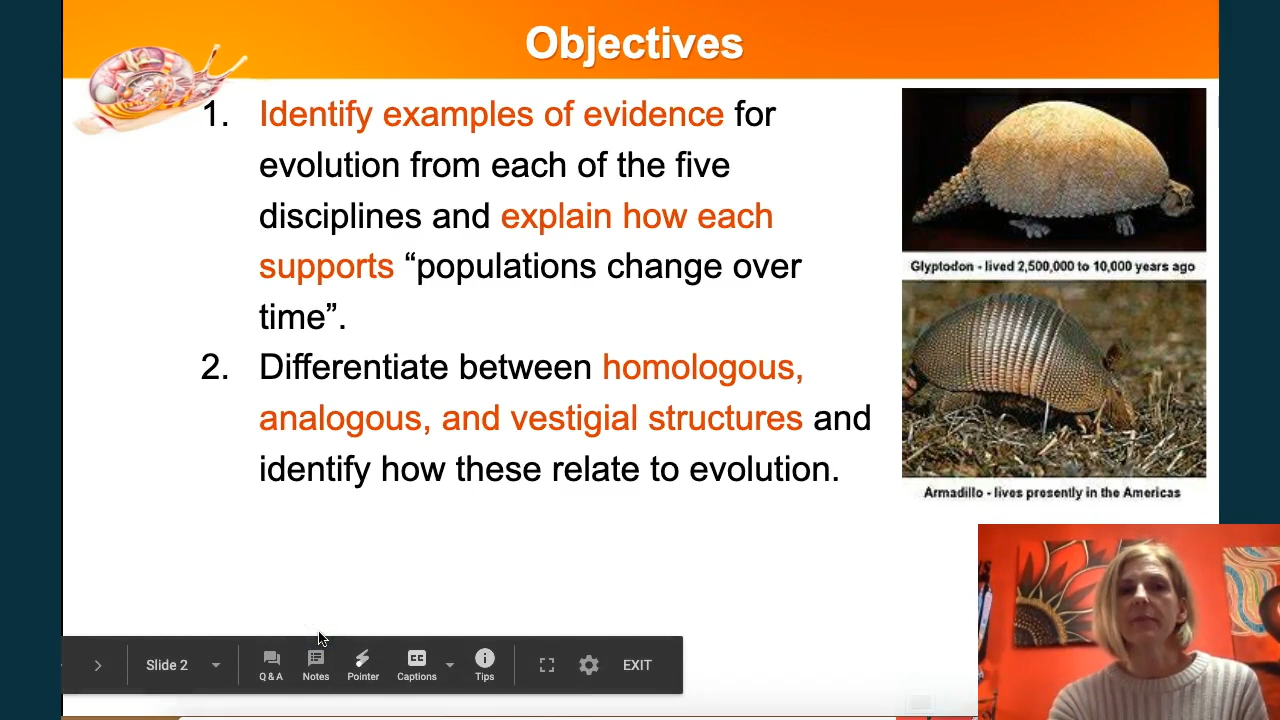 Objectives
1. Identify examples of evidence for
evolution from each of the five
disciplines and explain how each
supports “populations change over
time”.
2. Differentiate between homologous,
analogous, and vestigial structures and
identify how these relate to evolution.
Glyptodon - lived 2,500,000 to 10,000 years ago
Armadillo - lives presently in the Americas
Slide 2
Q & A
Notes
Pointer
CC
Captions
Tips
EXIT